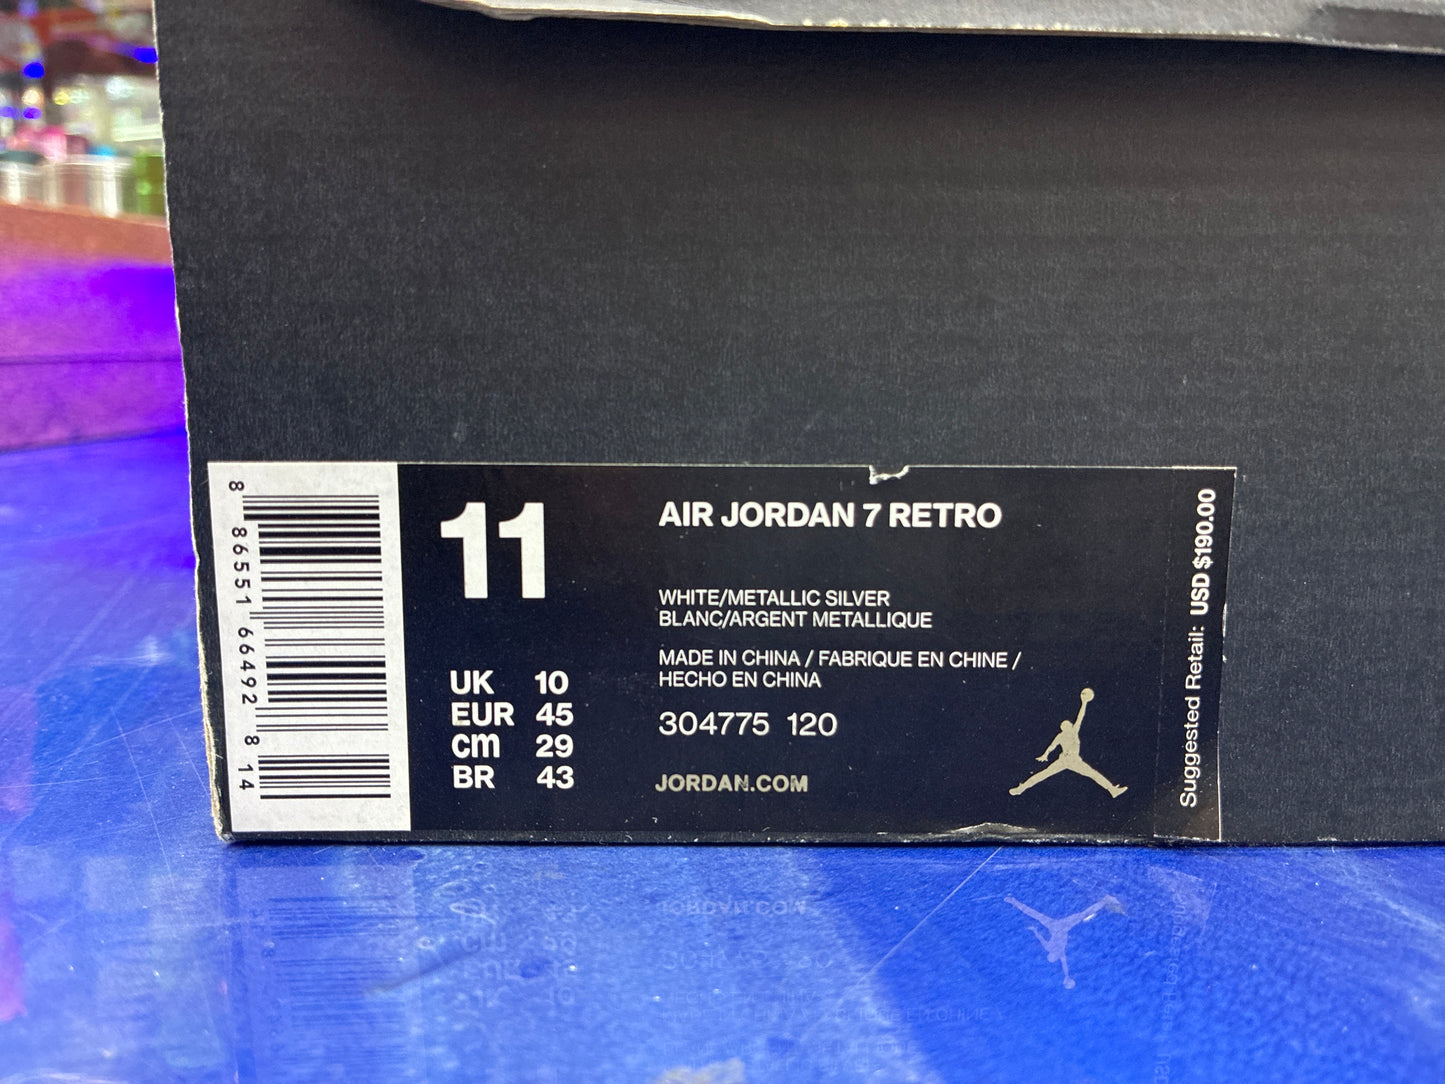 8 86551 66492 8 14
11
UK 10
EUR 45
cm 29
BR 43
AIR JORDAN 7 RETRO
WHITE/METALLIC SILVER
BLANC/ARGENT METALLIQUE
MADE IN CHINA / FABRIQUE EN CHINE /
HECHO EN CHINA
304775 120
JORDAN.COM
Suggested Retail: USD $190.00